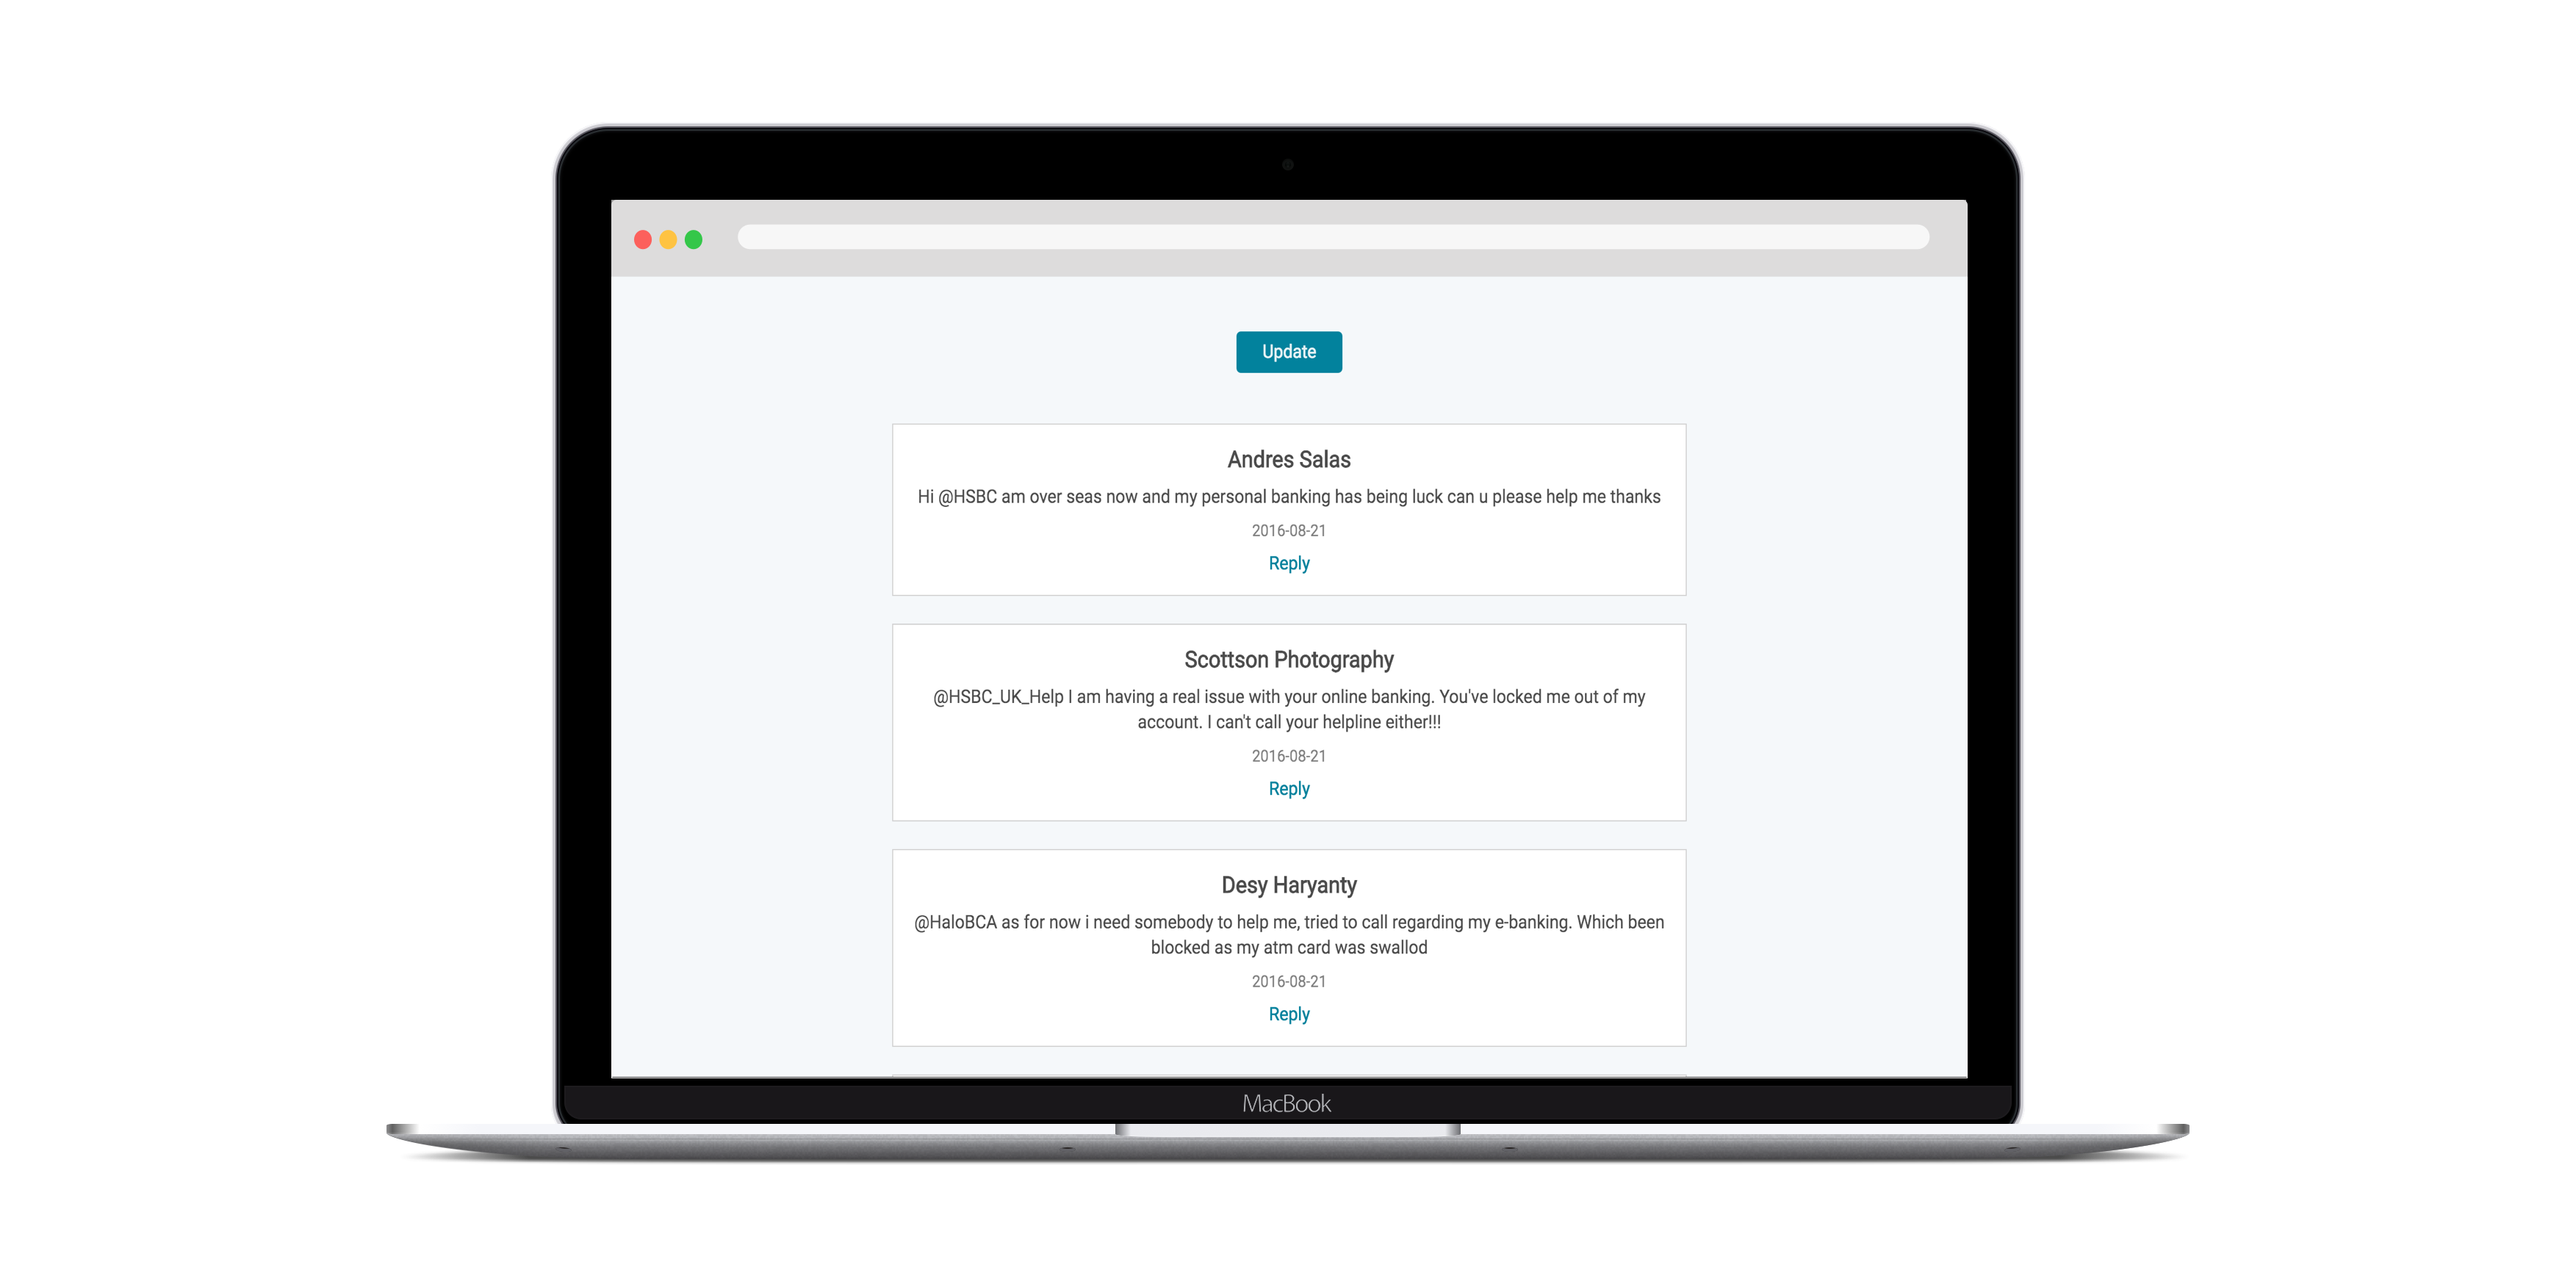 Update
Andres Salas
Hi @HSBC am over seas now and my personal banking has being luck can u please help me thanks
2016-08-21
Reply
Scottson Photography
@HSBC_UK_Help I am having a real issue with your online banking. You've locked me out of my
account. I can't call your helpline either!!!
2016-08-21
Reply
Desy Haryanty
@HaloBCA as for now i need somebody to help me, tried to call regarding my e-banking. Which been
blocked as my atm card was swallod
2016-08-21
Reply
MacBook